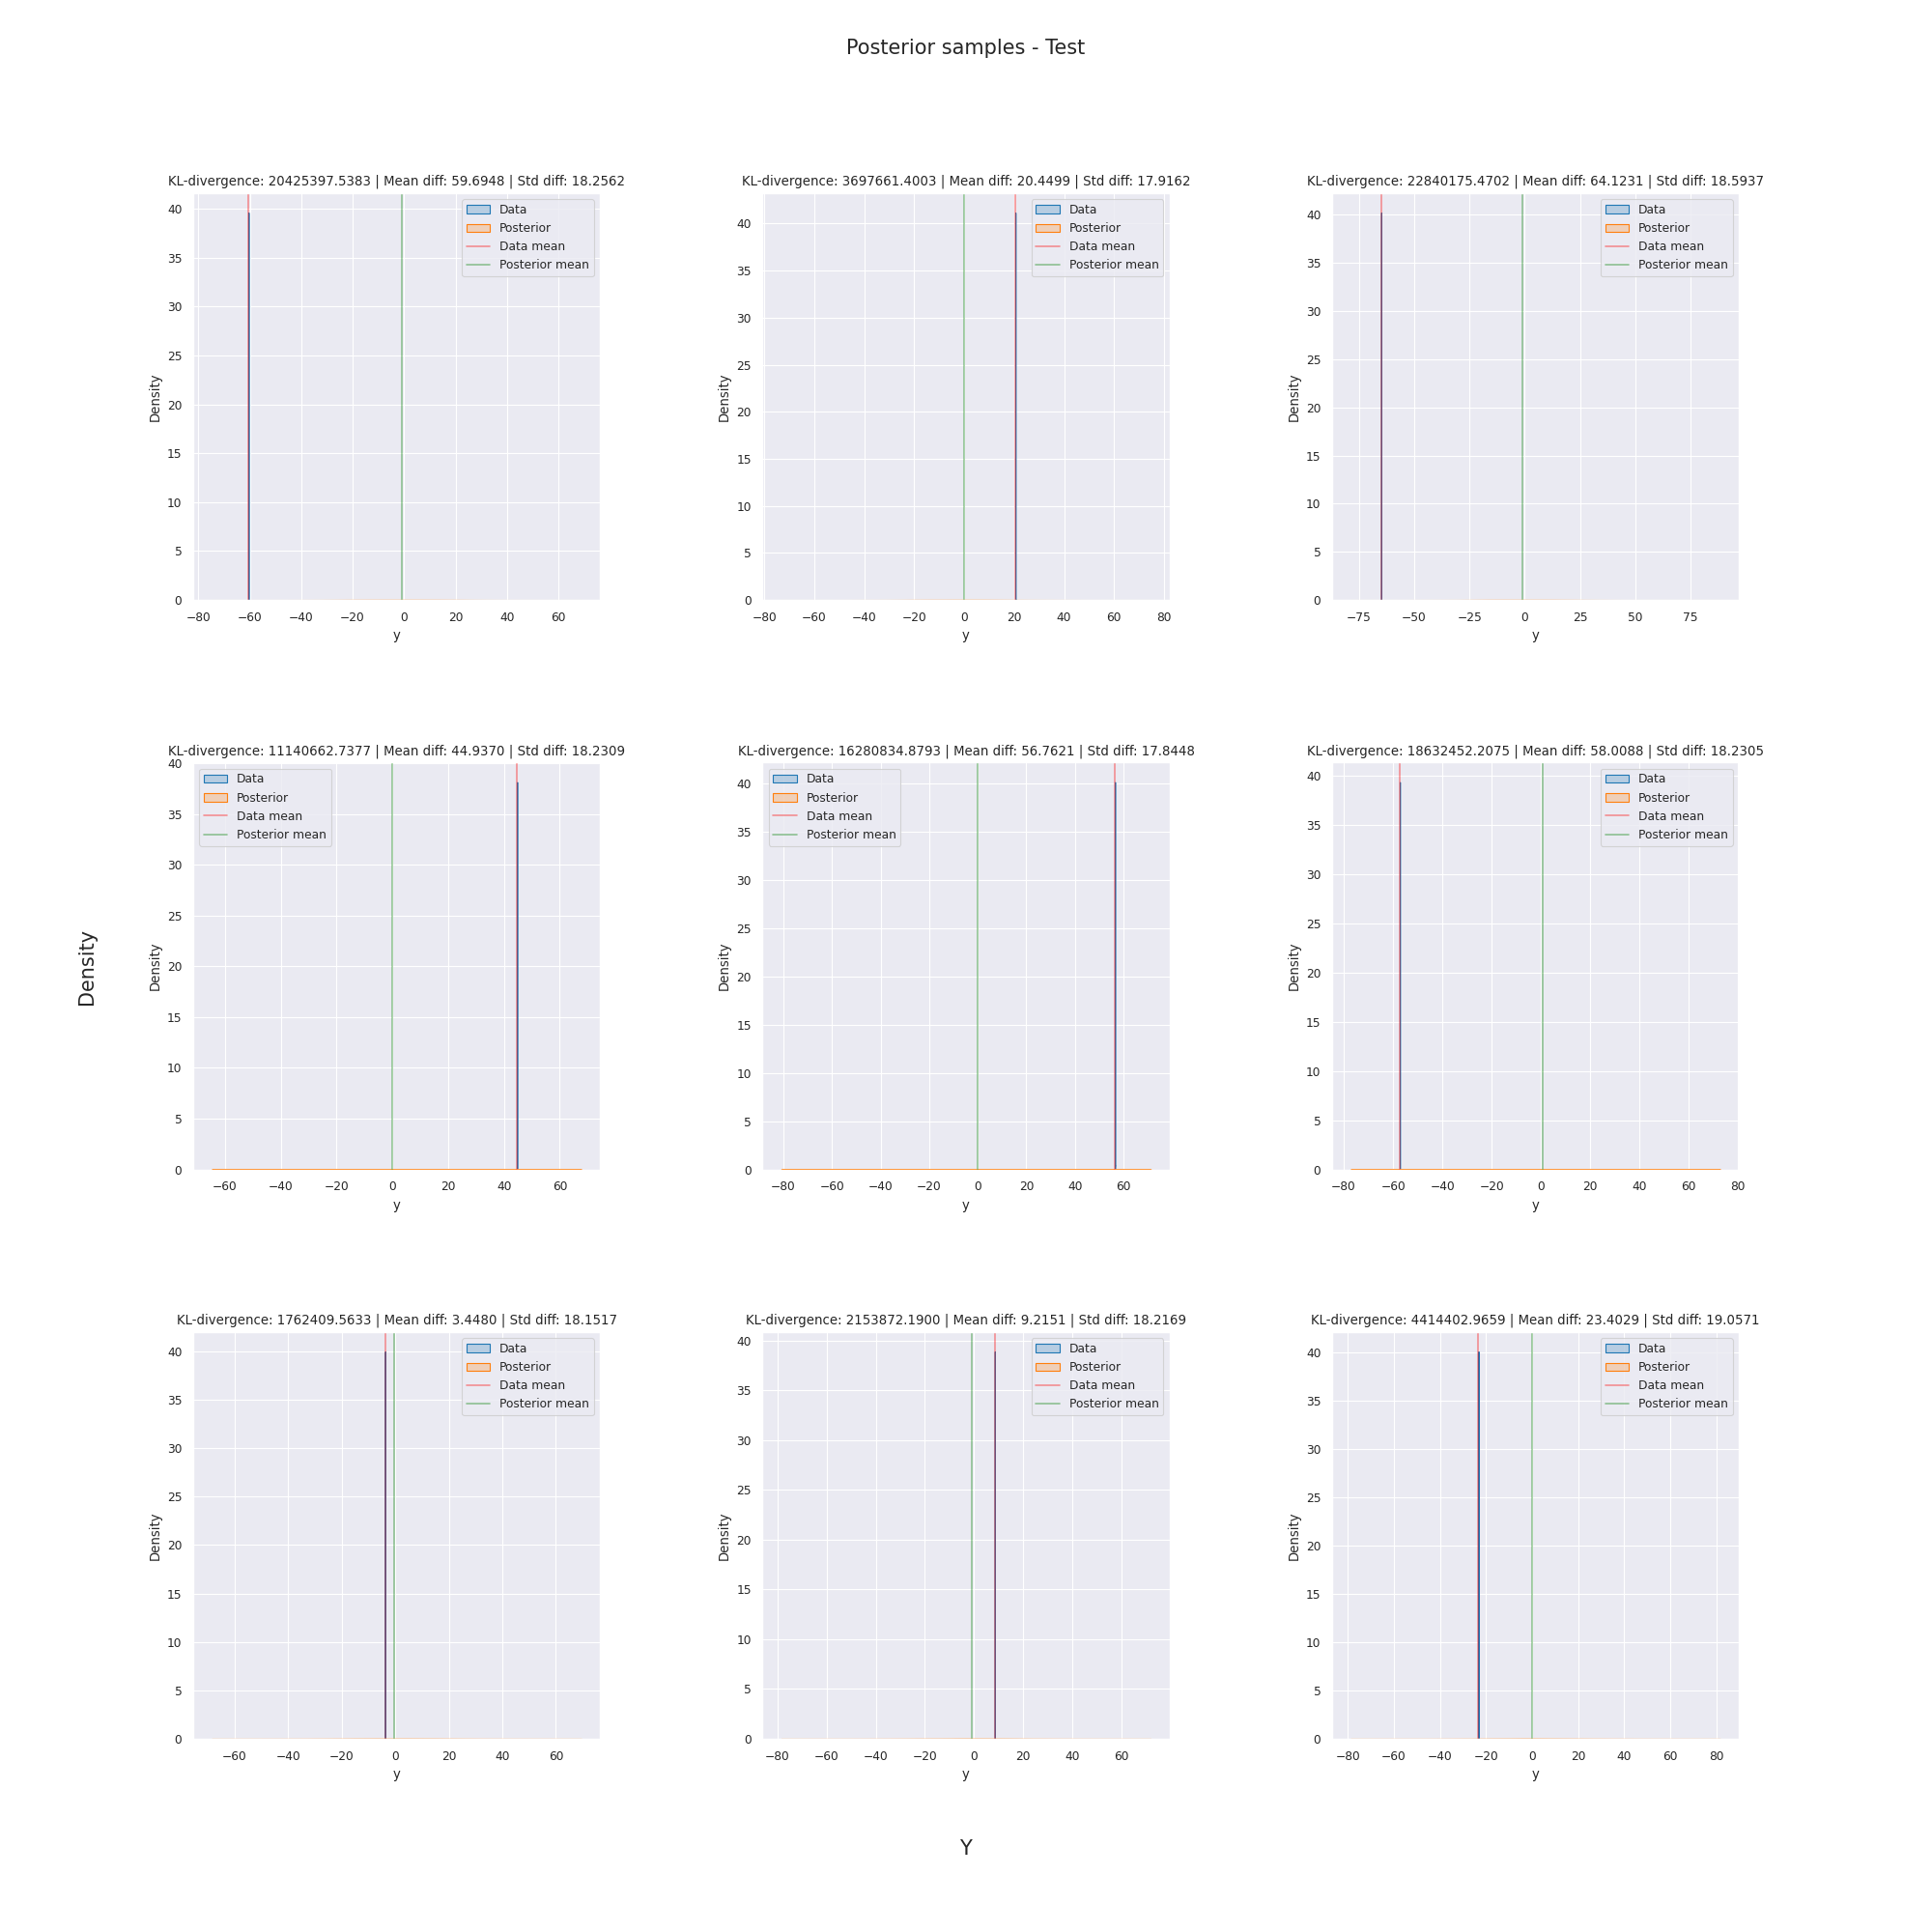 Posterior samples - Test
KL-divergence: 20425397.5383 | Mean diff: 59.6948 | Std diff: 18.2562
40
35
30
25
20
15
10
5
0
Density
Data
Posterior
Data mean
Posterior mean
−80 −60 −40 −20 0 20 40 60
y
KL-divergence: 3697661.4003 | Mean diff: 20.4499 | Std diff: 17.9162
40
35
30
25
20
15
10
5
0
Density
Data
Posterior
Data mean
Posterior mean
−80 −60 −40 −20 0 20 40 60 80
y
KL-divergence: 22840175.4702 | Mean diff: 64.1231 | Std diff: 18.5937
40
35
30
25
20
15
10
5
0
Density
Data
Posterior
Data mean
Posterior mean
−75 −50 −25 0 25 50 75
y
KL-divergence: 11140662.7377 | Mean diff: 44.9370 | Std diff: 18.2309
40
35
30
25
20
15
10
5
0
Density
Data
Posterior
Data mean
Posterior mean
−60 −40 −20 0 20 40 60
y
KL-divergence: 16280834.8793 | Mean diff: 56.7621 | Std diff: 17.8448
40
35
30
25
20
15
10
5
0
Density
Data
Posterior
Data mean
Posterior mean
−80 −60 −40 −20 0 20 40 60
y
KL-divergence: 18632452.2075 | Mean diff: 58.0088 | Std diff: 18.2305
40
35
30
25
20
15
10
5
0
Density
Data
Posterior
Data mean
Posterior mean
−80 −60 −40 −20 0 20 40 60 80
y
Density
KL-divergence: 1762409.5633 | Mean diff: 3.4480 | Std diff: 18.1517
40
35
30
25
20
15
10
5
0
Density
Data
Posterior
Data mean
Posterior mean
−60 −40 −20 0 20 40 60
y
KL-divergence: 2153872.1900 | Mean diff: 9.2151 | Std diff: 18.2169
40
35
30
25
20
15
10
5
0
Density
Data
Posterior
Data mean
Posterior mean
−80 −60 −40 −20 0 20 40 60
y
KL-divergence: 4414402.9659 | Mean diff: 23.4029 | Std diff: 19.0571
40
35
30
25
20
15
10
5
0
Density
Data
Posterior
Data mean
Posterior mean
−80 −60 −40 −20 0 20 40 60 80
y
Y